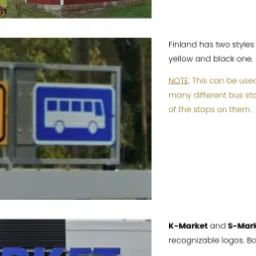 Finland has two styles
yellow and black one.
NOTE: This can be used
many different bus sto
of the stops on them.
K-Market and S-Mark
recognizable logos. Bo
RKET